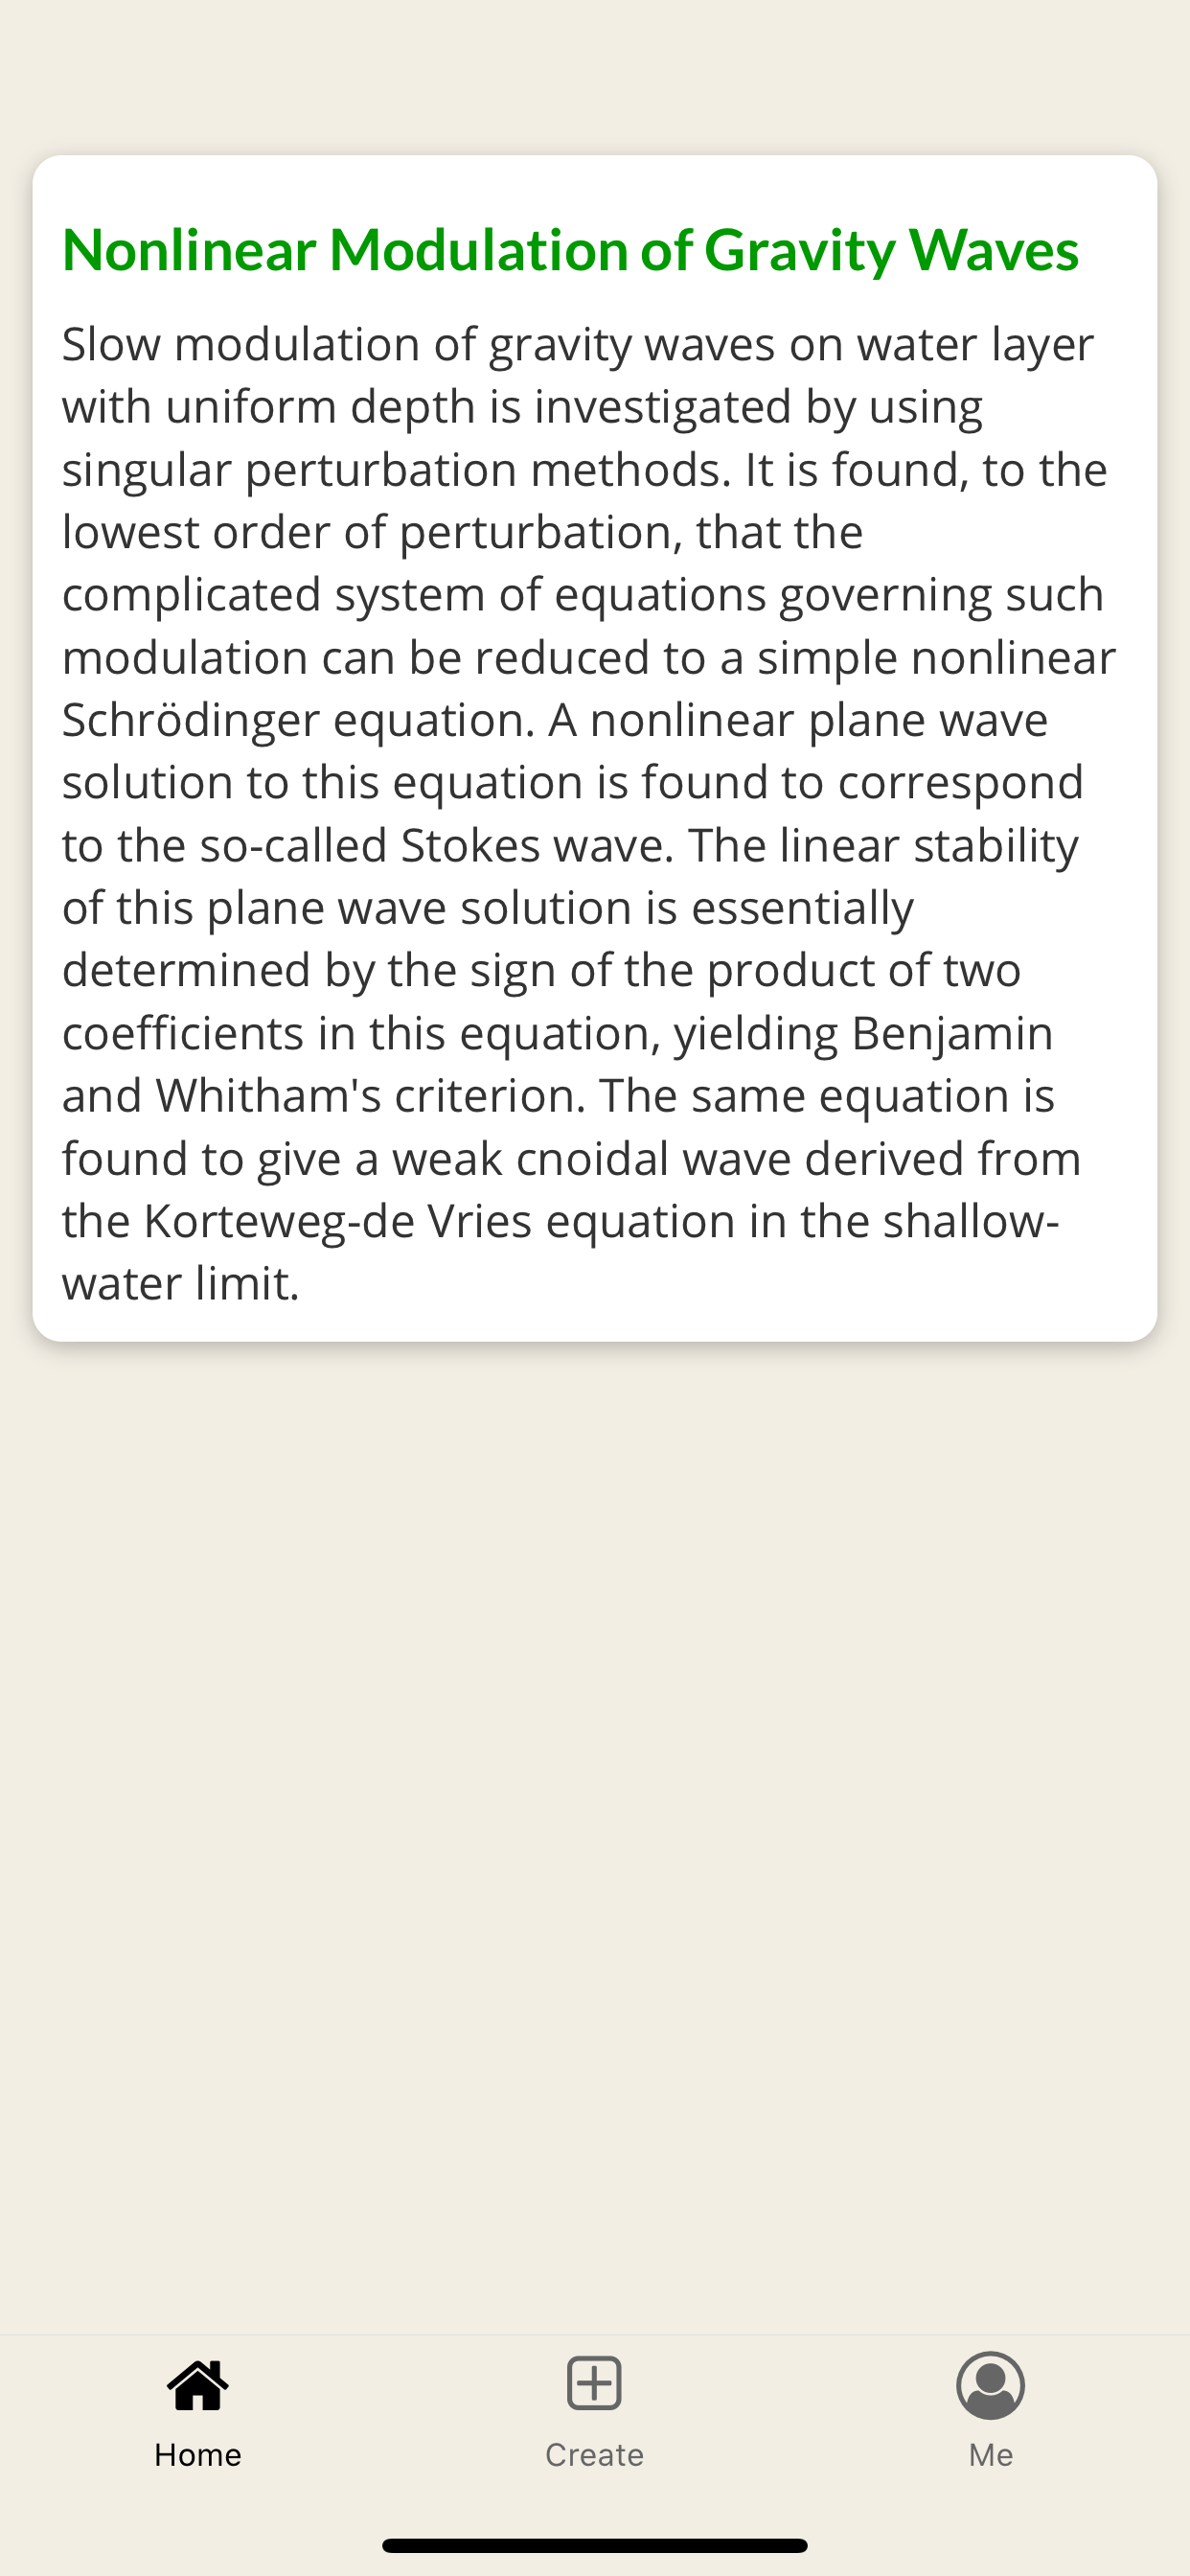 Nonlinear Modulation of Gravity Waves
Slow modulation of gravity waves on water layer
with uniform depth is investigated by using
singular perturbation methods. It is found, to the
lowest order of perturbation, that the
complicated system of equations governing such
modulation can be reduced to a simple nonlinear
Schrödinger equation. A nonlinear plane wave
solution to this equation is found to correspond
to the so-called Stokes wave. The linear stability
of this plane wave solution is essentially
determined by the sign of the product of two
coefficients in this equation, yielding Benjamin
and Whitham's criterion. The same equation is
found to give a weak cnoidal wave derived from
the Korteweg-de Vries equation in the shallow-
water limit.
Home
Create
Me